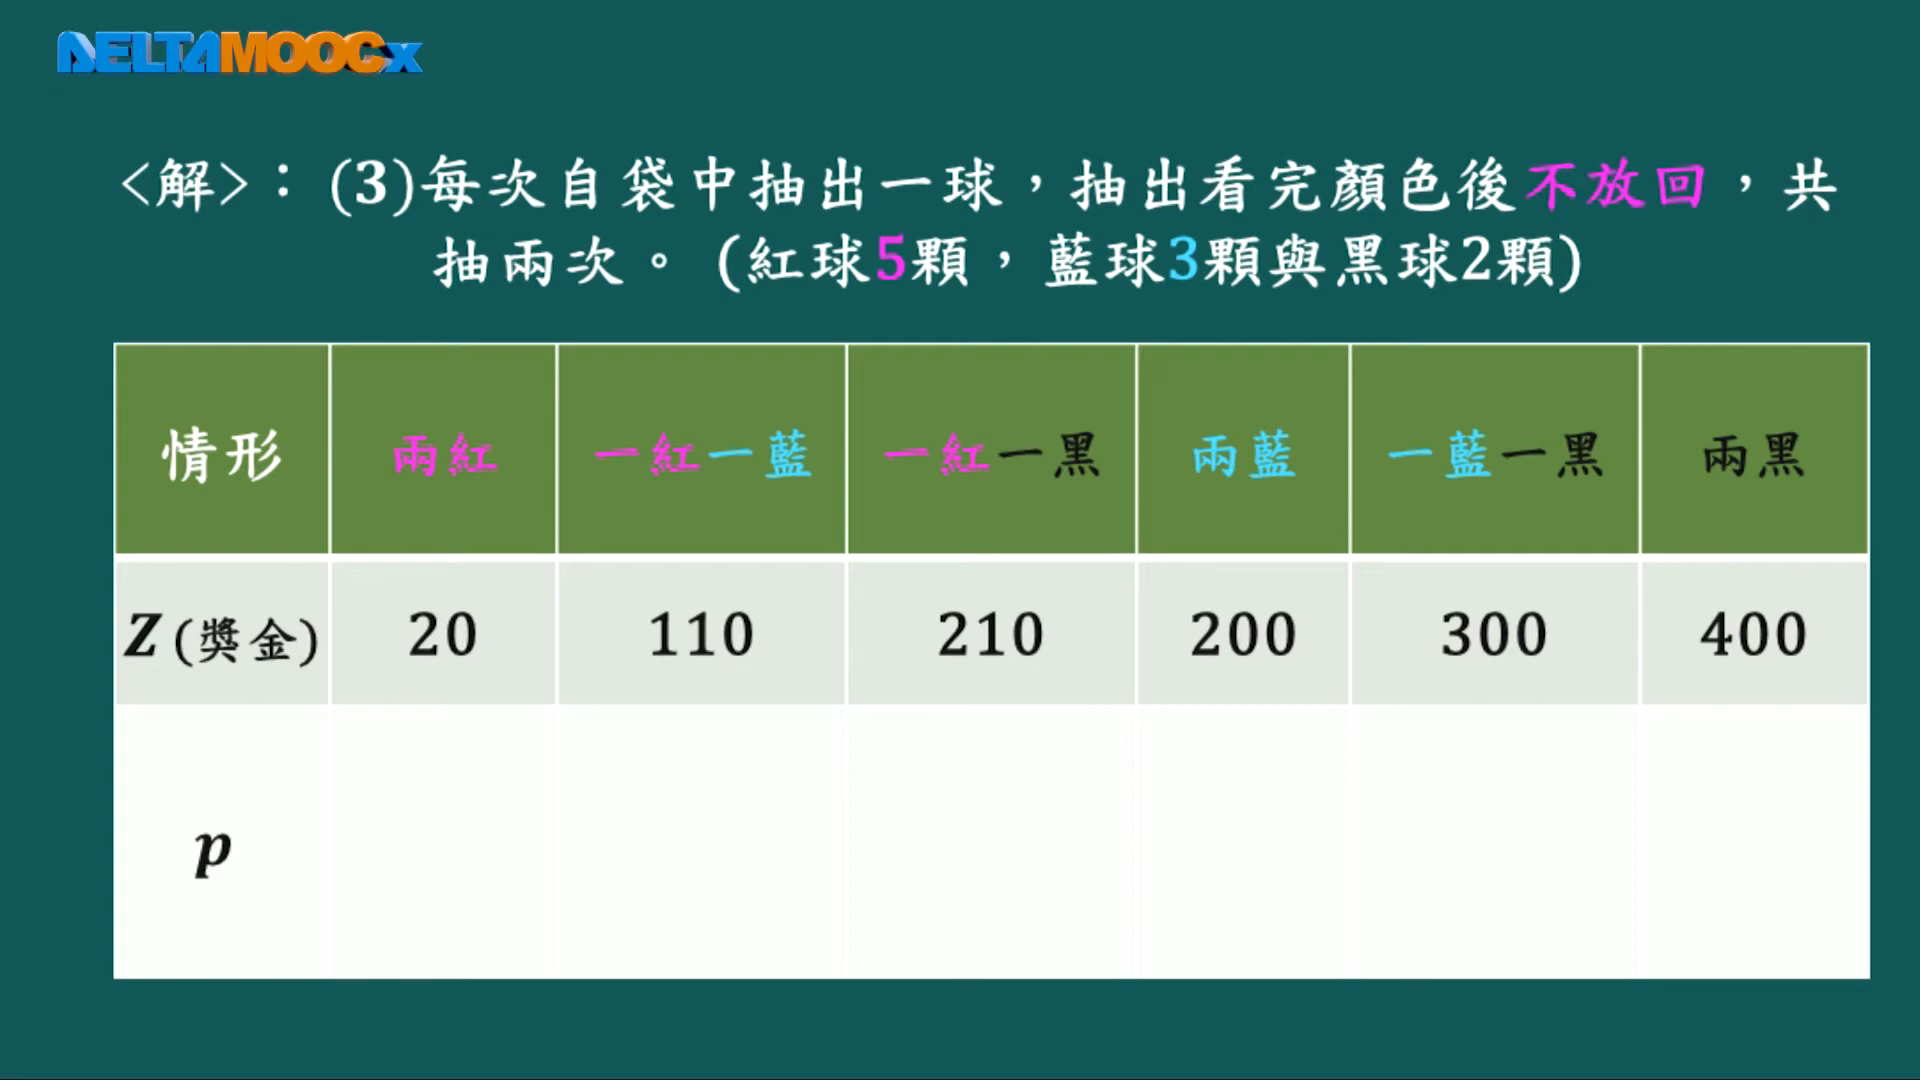 DELTAMOOCx
<解>：(3)每次自袋中抽出一球，抽出看完顏色後不放回，共
抽兩次。(紅球5顆，藍球3顆與黑球2顆)
情形 兩紅 一紅一藍 一紅一黑 兩藍 一藍一黑 兩黑
Z(獎金) 20 110 210 200 300 400
p